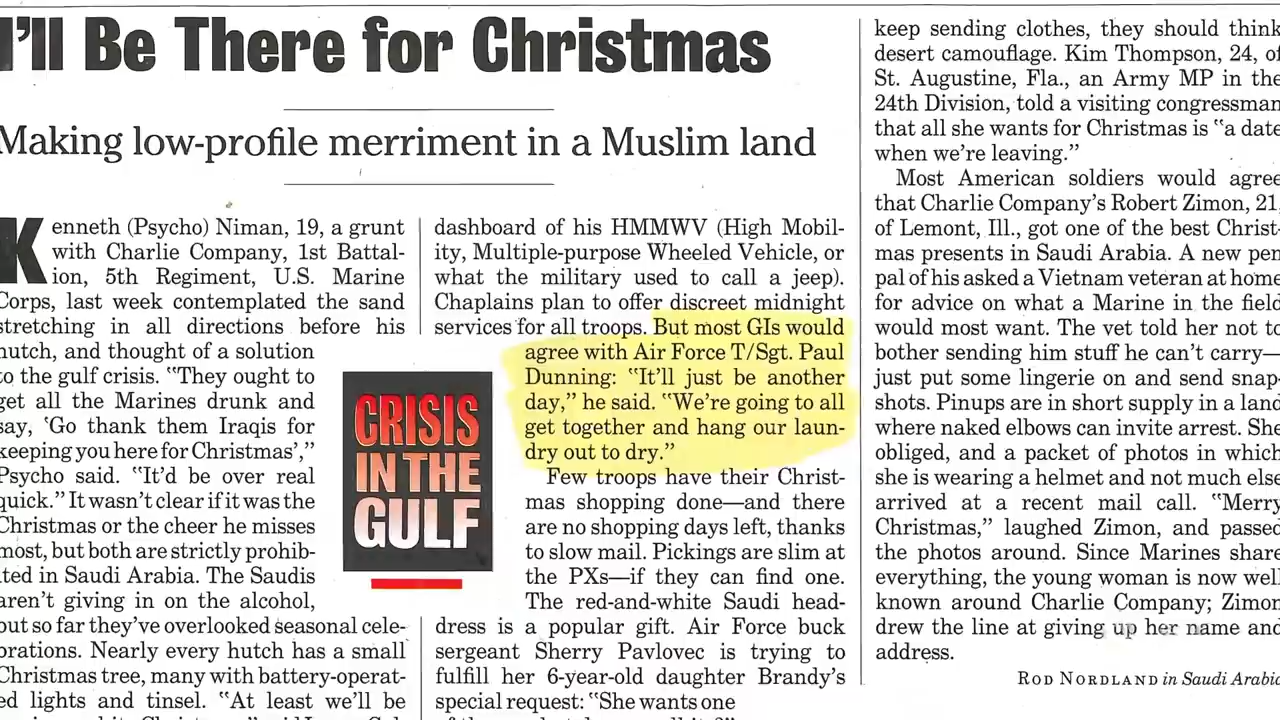 I'll Be There for Christmas
Making low-profile merriment in a Muslim land
Kenneth (Psycho) Niman, 19, a grunt
with Charlie Company, 1st Battal-
ion, 5th Regiment, U.S. Marine
Corps, last week contemplated the sand
stretching in all directions before his
hutch, and thought of a solution
to the gulf crisis. "They ought to
get all the Marines drunk and
say, 'Go thank them Iraqis for
keeping you here for Christmas',"
Psycho said. "It'd be over real
quick." It wasn't clear if it was the
Christmas or the cheer he misses
most, but both are strictly prohib-
ited in Saudi Arabia. The Saudis
aren't giving in on the alcohol,
but so far they've overlooked seasonal cele-
brations. Nearly every hutch has a small
Christmas tree, many with battery-operat-
ed lights and tinsel. "At least we'll be
CRISIS
IN THE
GULF
dashboard of his HMMWV (High Mobil-
ity, Multiple-purpose Wheeled Vehicle, or
what the military used to call a jeep).
Chaplains plan to offer discreet midnight
services for all troops. But most GIs would
agree with Air Force T/Sgt. Paul
Dunning: "It'll just be another
day," he said. "We're going to all
get together and hang our laun-
dry out to dry."
Few troops have their Christ-
mas shopping done—and there
are no shopping days left, thanks
to slow mail. Pickings are slim at
the PXs—if they can find one.
The red-and-white Saudi head-
dress is a popular gift. Air Force buck
sergeant Sherry Pavlovec is trying to
fulfill her 6-year-old daughter Brandy's
special request: "She wants one
keep sending clothes, they should think
desert camouflage. Kim Thompson, 24, of
St. Augustine, Fla., an Army MP in the
24th Division, told a visiting congressman
that all she wants for Christmas is "a date
when we're leaving."
Most American soldiers would agree
that Charlie Company's Robert Zimon, 21,
of Lemont, Ill., got one of the best Christ-
mas presents in Saudi Arabia. A new pen
pal of his asked a Vietnam veteran at home
for advice on what a Marine in the field
would most want. The vet told her not to
bother sending him stuff he can't carry—
just put some lingerie on and send snap-
shots. Pinups are in short supply in a land
where naked elbows can invite arrest. She
obliged, and a packet of photos in which
she is wearing a helmet and not much else
arrived at a recent mail call. "Merry
Christmas," laughed Zimon, and passed
the photos around. Since Marines share
everything, the young woman is now well
known around Charlie Company; Zimon
drew the line at giving up her name and
address.
ROD NORDLAND in Saudi Arabia